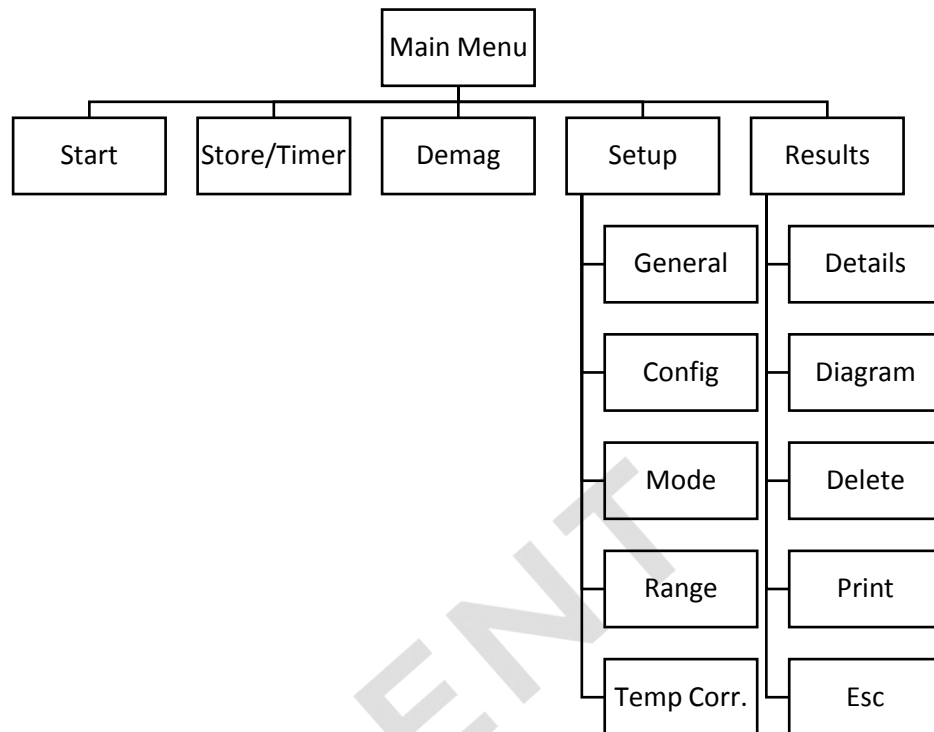 Main Menu
Start
Store/Timer
Demag
Setup
Results
General
Details
Config
Diagram
Mode
Delete
Range
Print
Temp Corr.
Esc
ENT